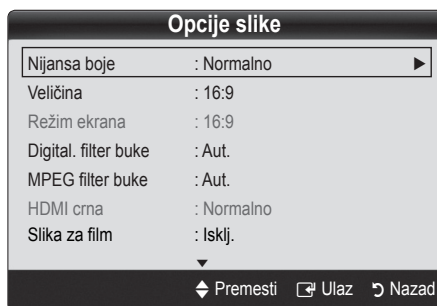 Opcije slike
Nijansa boje : Normalno
Veličina : 16:9
Režim ekrana : 16:9
Digital. filter buke : Aut.
MPEG filter buke : Aut.
HDMI crna : Normalno
Slika za film : Isklj.
Premesti Ulaz Nazad